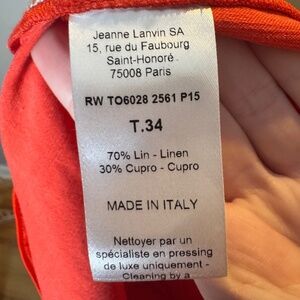 Jeanne Lanvin SA
15, rue du Faubourg
Saint-Honoré
75008 Paris
RW TO6028 2561 P15
T.34
70% Lin - Linen
30% Cupro - Cupro
MADE IN ITALY
Nettoyer par un
spécialiste en pressing
de luxe uniquement -
Cleaning by a